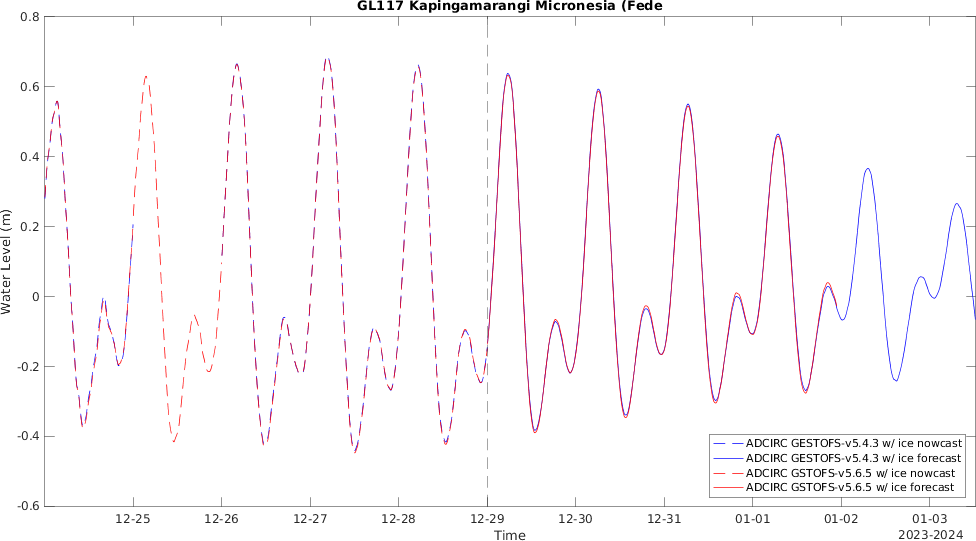 GL117 Kapingamarangi Micronesia (Fede
0.8
0.6
0.4
0.2
0
-0.2
-0.4
-0.6
Water Level (m)
ADCIRC GESTOFS-v5.4.3 w/ ice nowcast
ADCIRC GESTOFS-v5.4.3 w/ ice forecast
ADCIRC GSTOFS-v5.6.5 w/ ice nowcast
ADCIRC GSTOFS-v5.6.5 w/ ice forecast
12-25 12-26 12-27 12-28 12-29 12-30 12-31 01-01 01-02 01-03
Time
2023-2024